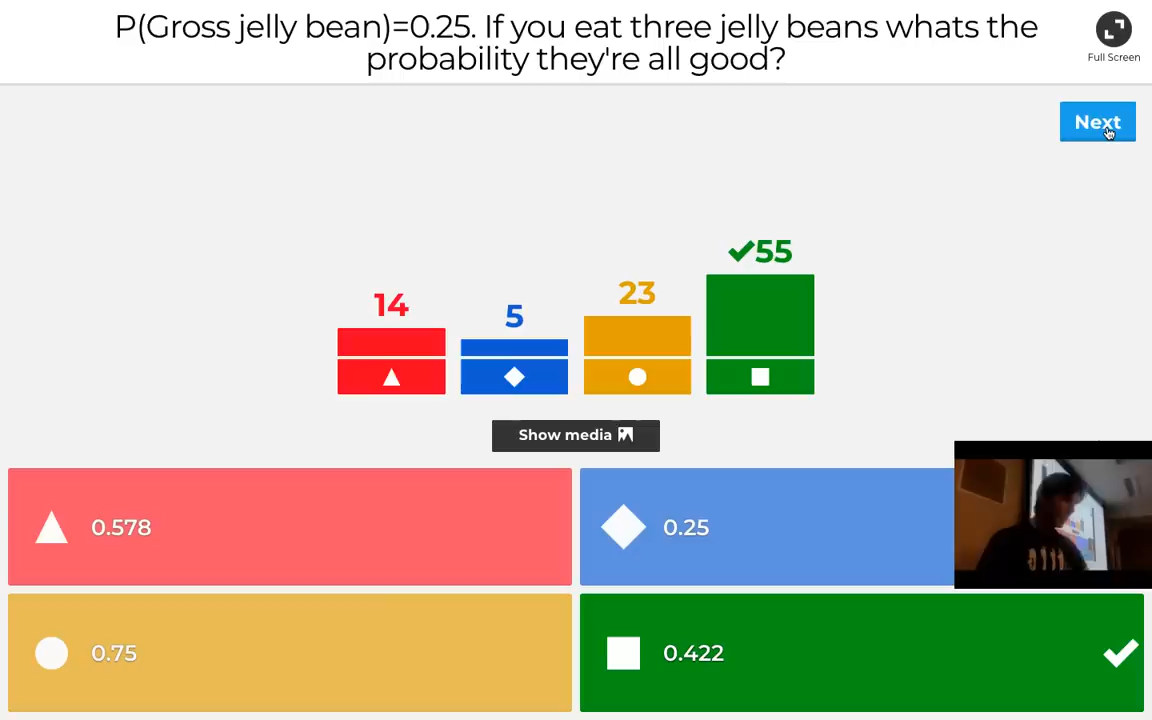 P(Gross jelly bean)=0.25. If you eat three jelly beans whats the
probability they're all good?
Full Screen
Next
14
5
23
55
Show media
0.578
0.25
0.75
0.422